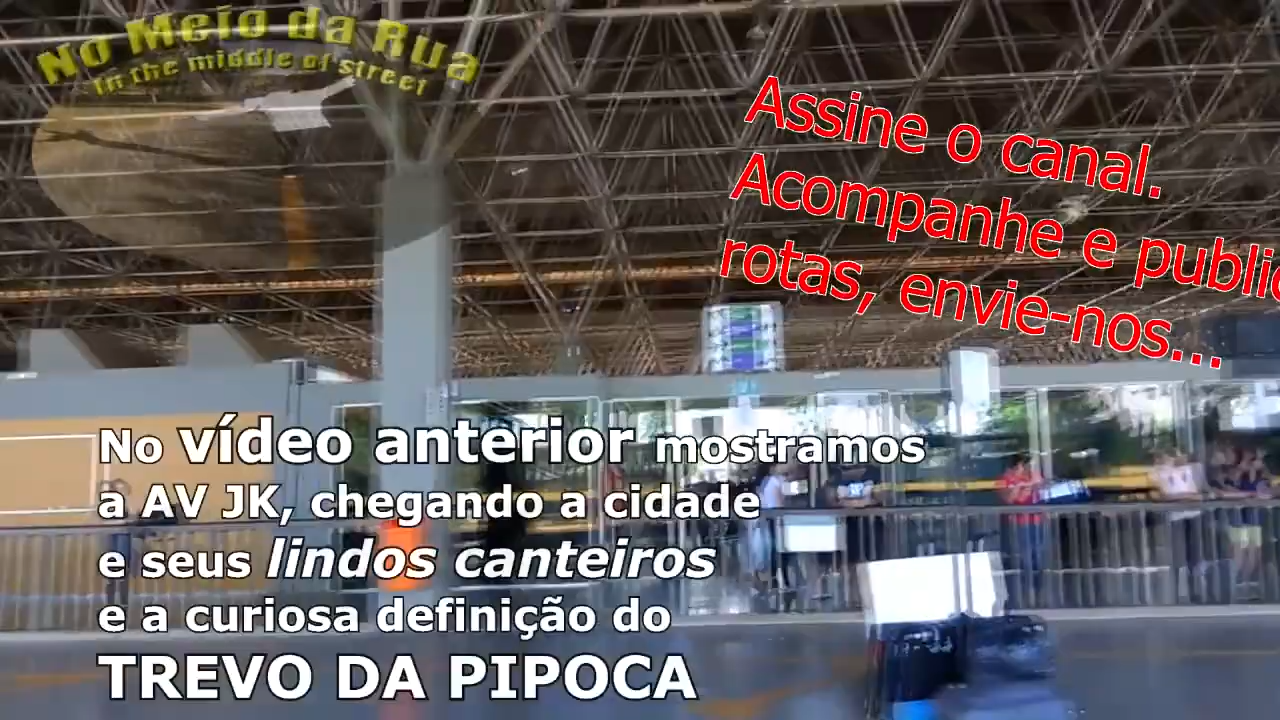 No Meio da Rua
in the middle of street
Assine o canal.
Acompanhe e public
rotas, envie-nos...
No vídeo anterior mostramos
a AV JK, chegando a cidade
e seus lindos canteiros
e a curiosa definição do
TREVO DA PIPOCA